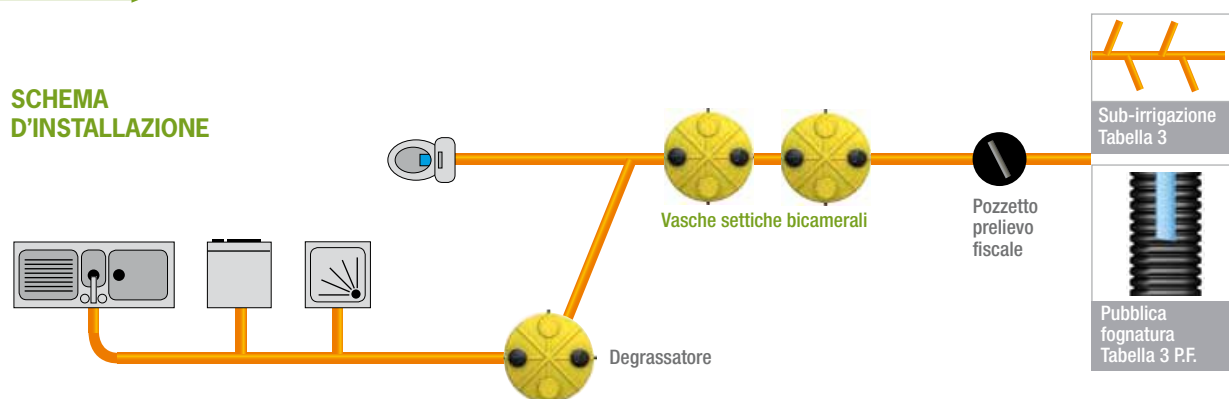 SCHEMA
D'INSTALLAZIONE
Vasche settiche bicamerali
Degrassatore
Pozzetto
prelievo
fiscale
Sub-irrigazione
Tabella 3
Pubblica
fognatura
Tabella 3 P.F.